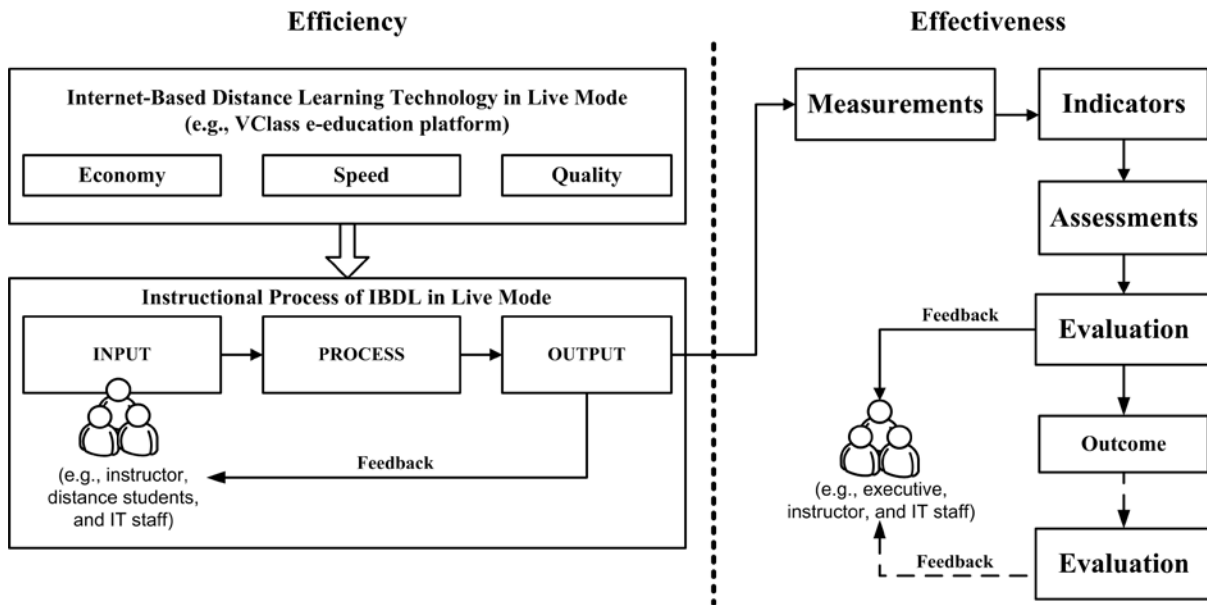 Efficiency
Internet-Based Distance Learning Technology in Live Mode
(e.g., VClass e-education platform)
Economy
Speed
Quality
Instructional Process of IBDL in Live Mode
INPUT
PROCESS
OUTPUT
Feedback
(e.g., instructor,
distance students,
and IT staff)
Effectiveness
Measurements
Indicators
Assessments
Evaluation
Feedback
Outcome
(e.g., executive,
instructor, and IT staff)
Evaluation
Feedback